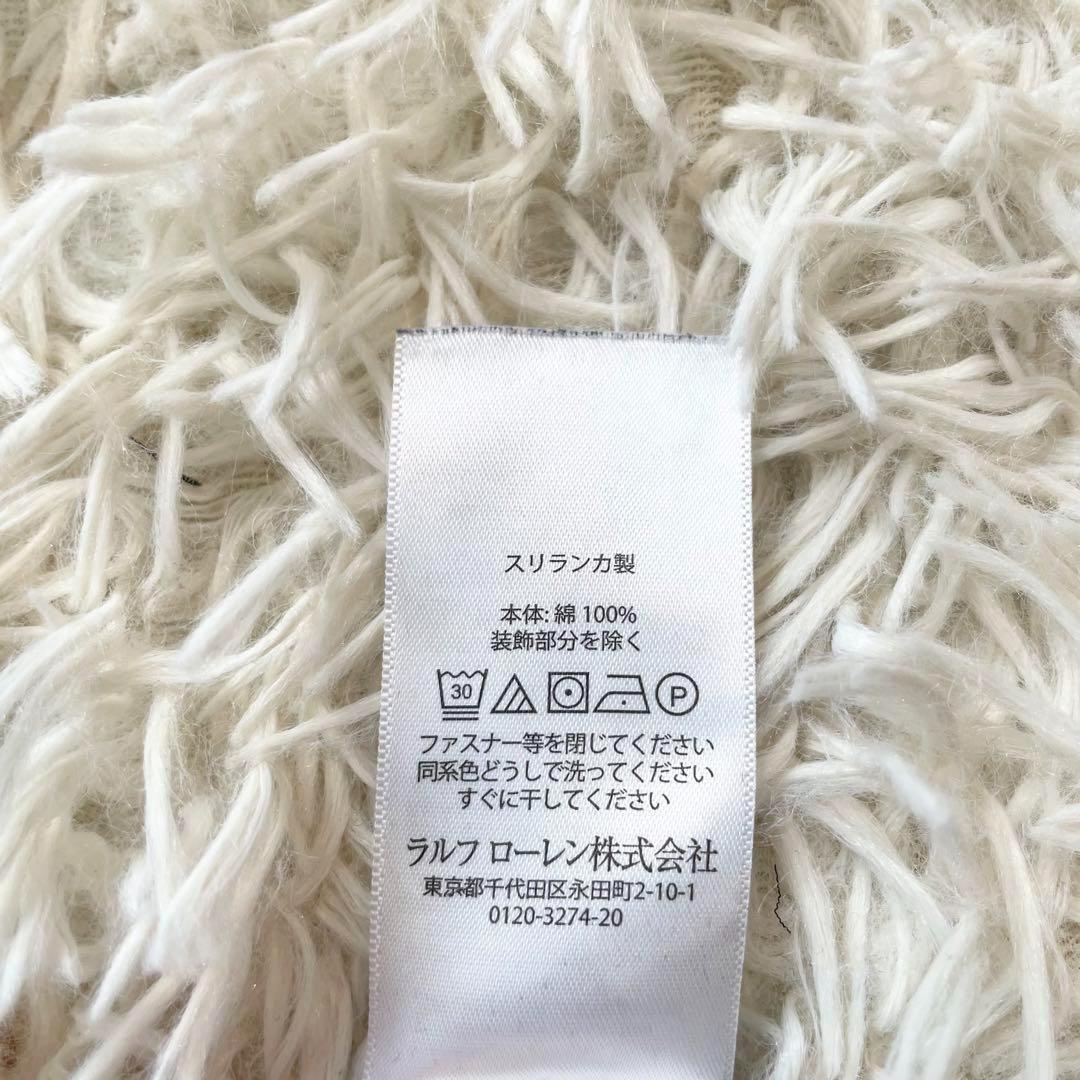 スリランカ製
本体: 綿 100%
装飾部分を除く
30 P
ファスナー等を閉じてください
同系色どうしで洗ってください
すぐに干してください
ラルフ ローレン株式会社
東京都千代田区永田町2-10-1
0120-3274-20